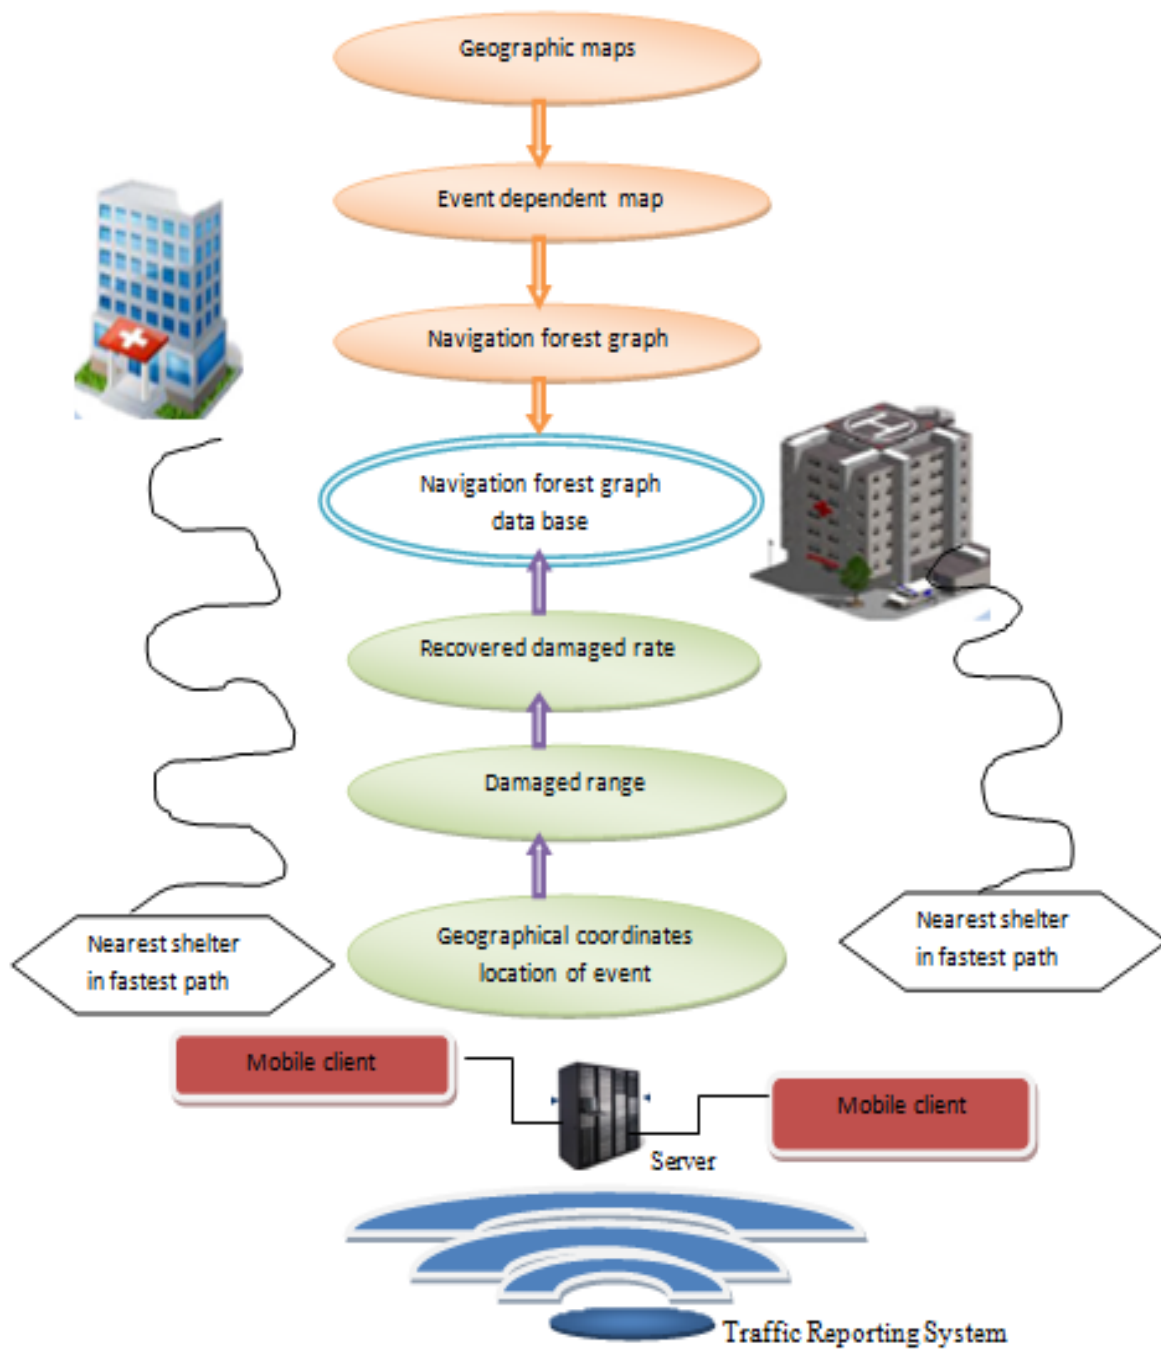 Geographic maps
Event dependent map
Navigation forest graph
Navigation forest graph
data base
Recovered damaged rate
Damaged range
Geographical coordinates
location of event
Nearest shelter
in fastest path
Nearest shelter
in fastest path
Mobile client
Mobile client
Server
Traffic Reporting System